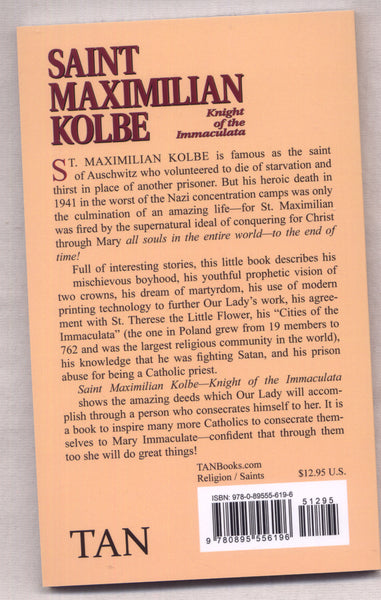 SAINT
MAXIMILIAN
KOLBE
Knight
of the
Immaculata
ST. MAXIMILIAN KOLBE is famous as the saint
of Auschwitz who volunteered to die of starvation and
thirst in place of another prisoner. But his heroic death in
1941 in the worst of the Nazi concentration camps was only
the culmination of an amazing life—for St. Maximilian
was fired by the supernatural ideal of conquering for Christ
through Mary all souls in the entire world—to the end of
time!
Full of interesting stories, this little book describes his
mischievous boyhood, his youthful prophetic vision of
two crowns, his dream of martyrdom, his use of modern
printing technology to further Our Lady's work, his agree-
ment with St. Therese the Little Flower, his "Cities of the
Immaculata" (the one in Poland grew from 19 members to
762 and was the largest religious community in the world),
his knowledge that he was fighting Satan, and his prison
abuse for being a Catholic priest.
Saint Maximilian Kolbe—Knight of the Immaculata
shows the amazing deeds which Our Lady will accom-
plish through a person who consecrates himself to her. It is
a book to inspire many more Catholics to consecrate them-
selves to Mary Immaculate—confident that through them
too she will do great things!
TANBooks.com
Religion / Saints
$12.95 U.S.
ISBN: 978-0-89555-619-6
51295
9 780895 556196
TAN